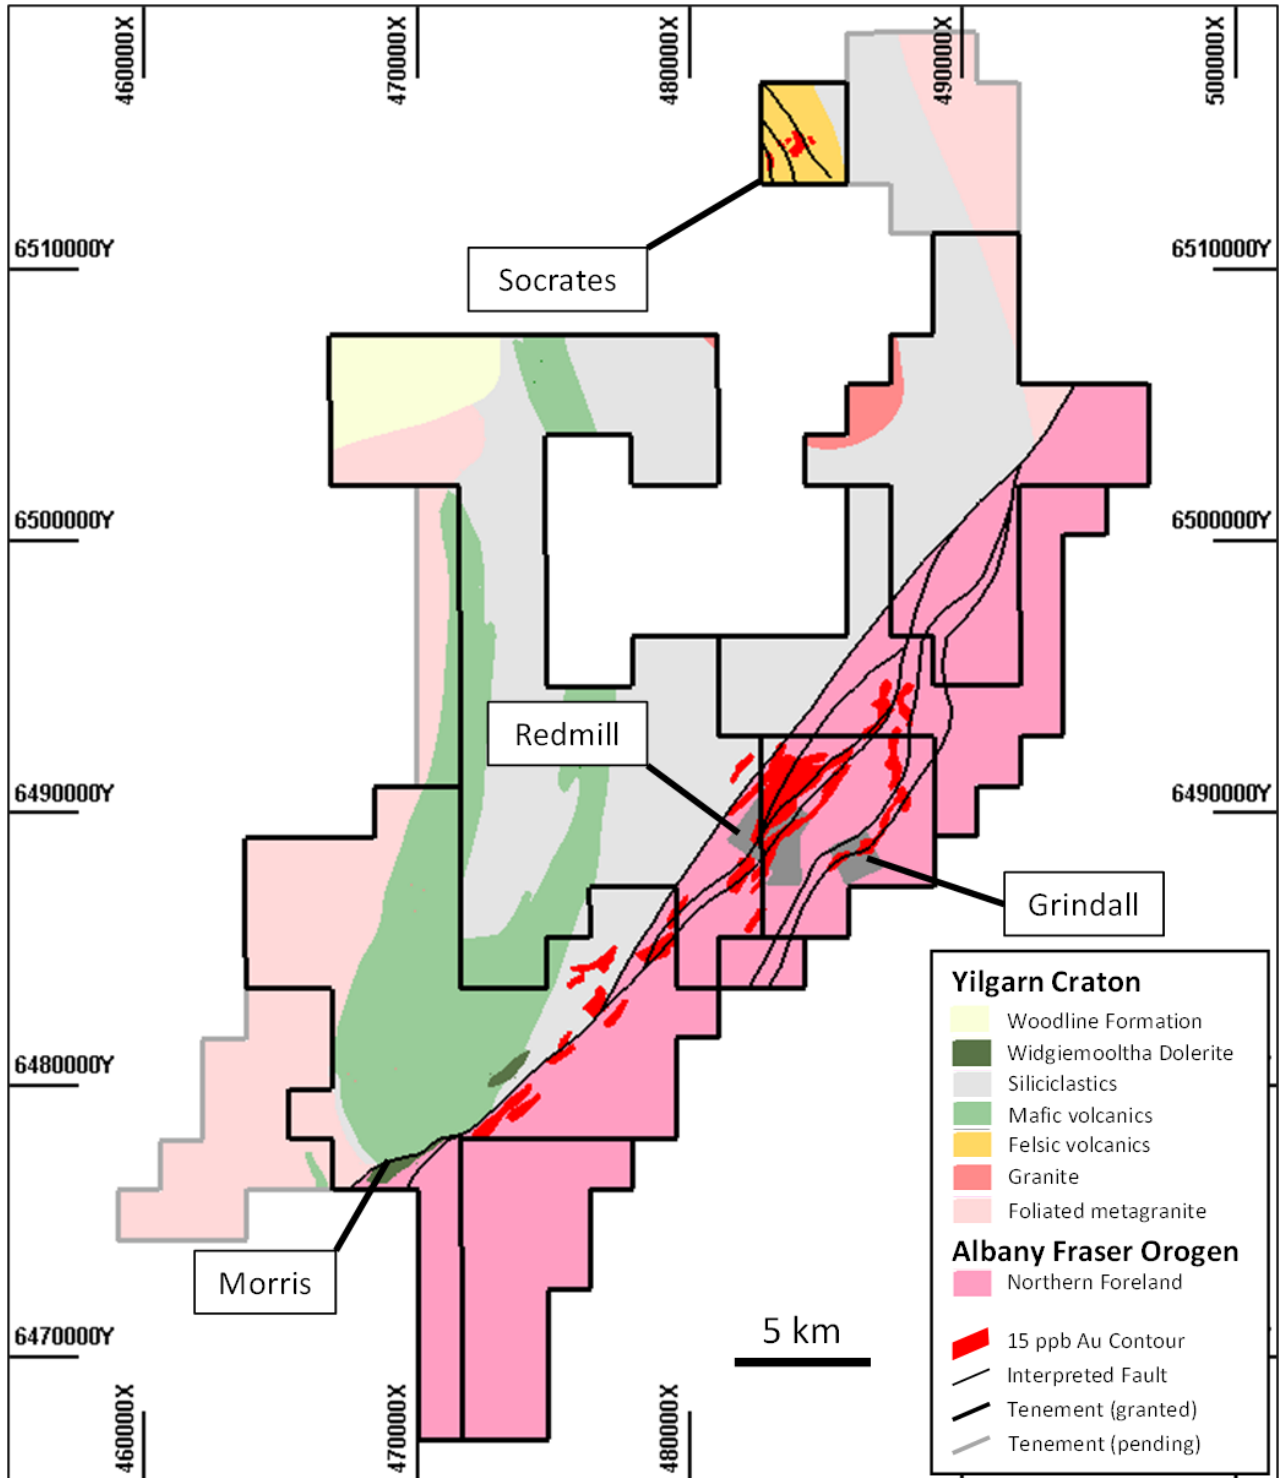 460000X
470000X
480000X
490000X
500000X
6510000Y
6510000Y
Socrates
6500000Y
6500000Y
Redmill
6490000Y
6490000Y
Grindall
Yilgarn Craton
Woodline Formation
Widgiemooltha Dolerite
Siliciclastics
Mafic volcanics
Felsic volcanics
Granite
Foliated metagranite
Albany Fraser Orogen
Northern Foreland
15 ppb Au Contour
Interpreted Fault
Tenement (granted)
Tenement (pending)
6480000Y
Morris
6470000Y
5 km
460000X
470000X
480000X